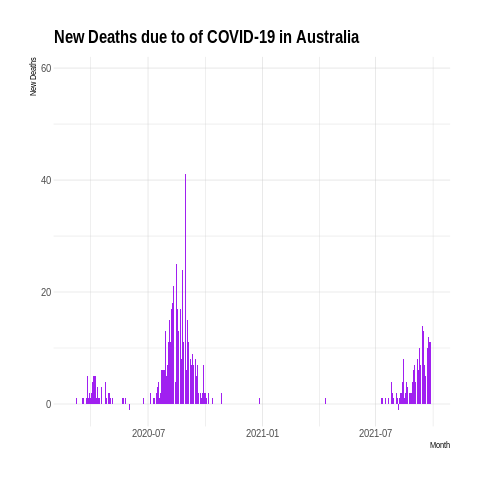 New Deaths due to of COVID-19 in Australia
New Deaths
60
40
20
0
2020-07
2021-01
2021-07
Month